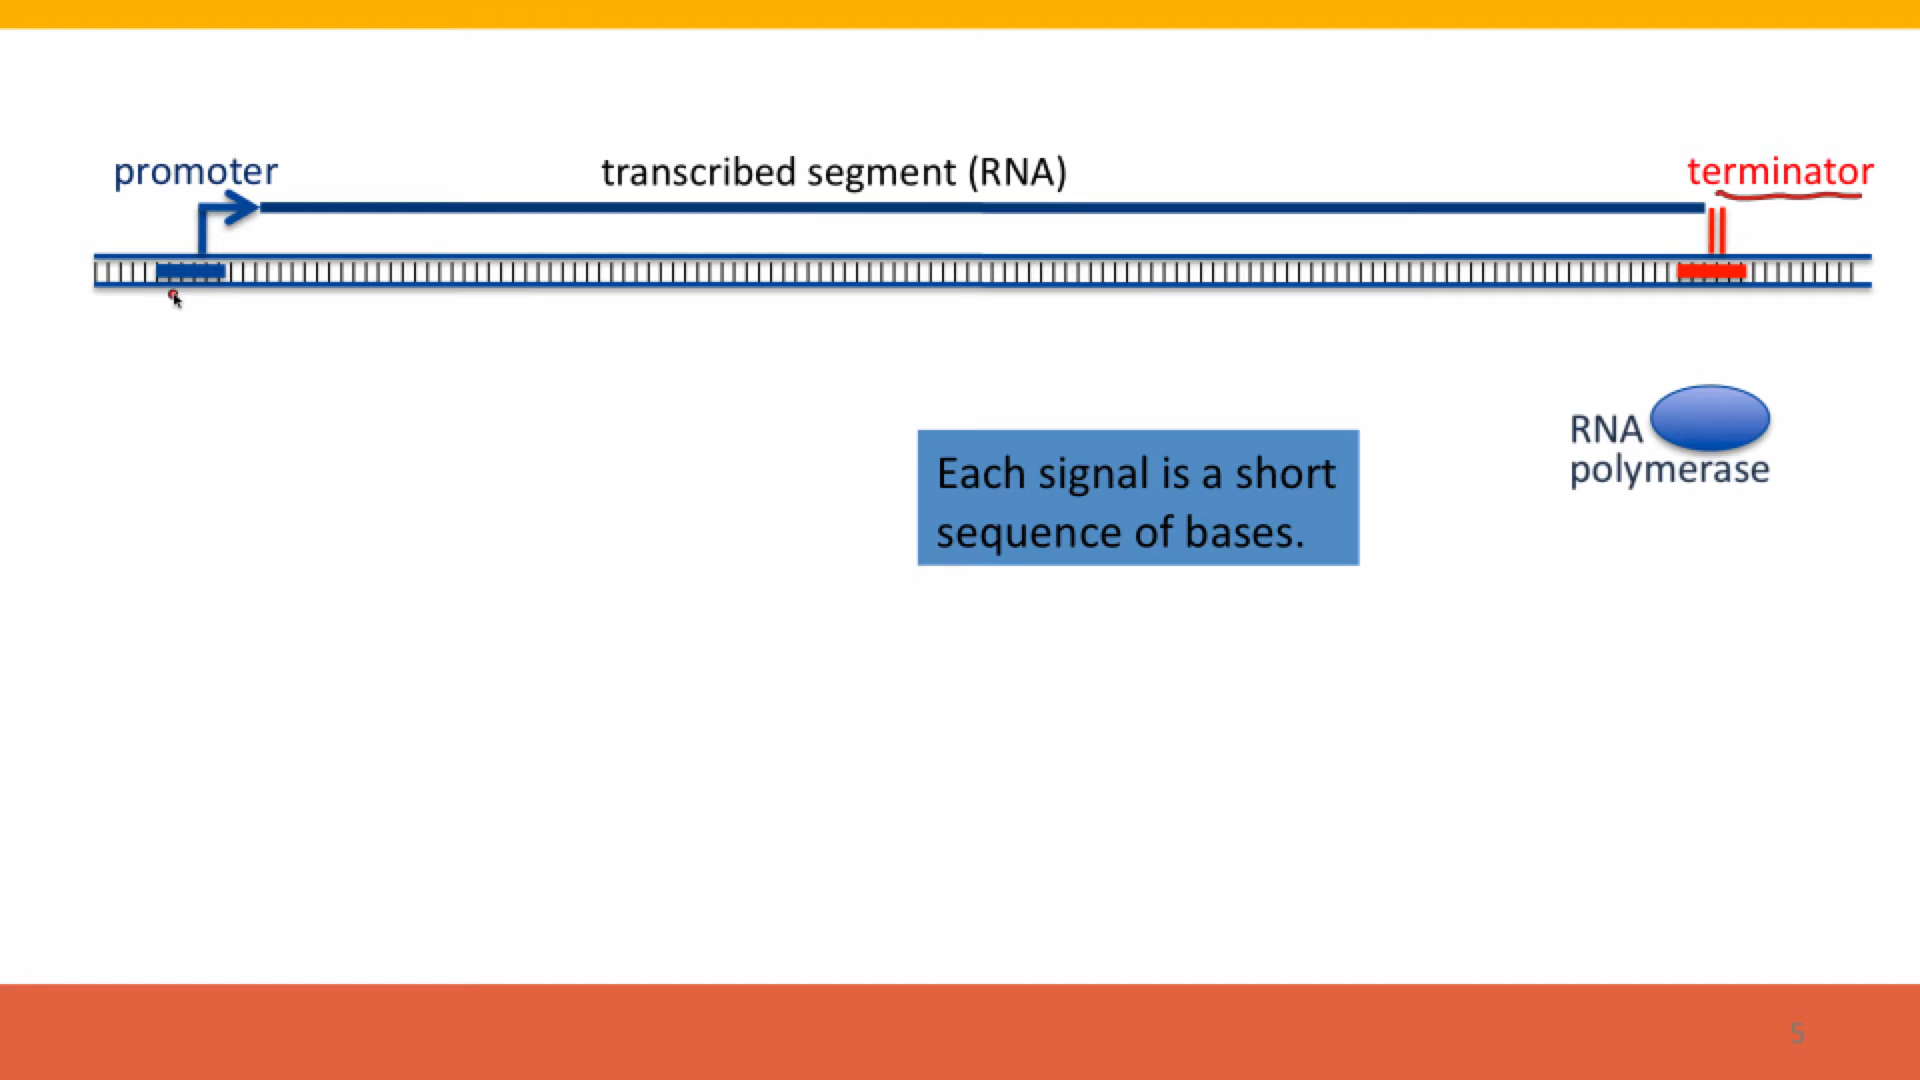 promoter
transcribed segment (RNA)
terminator
RNA
polymerase
Each signal is a short
sequence of bases.
5